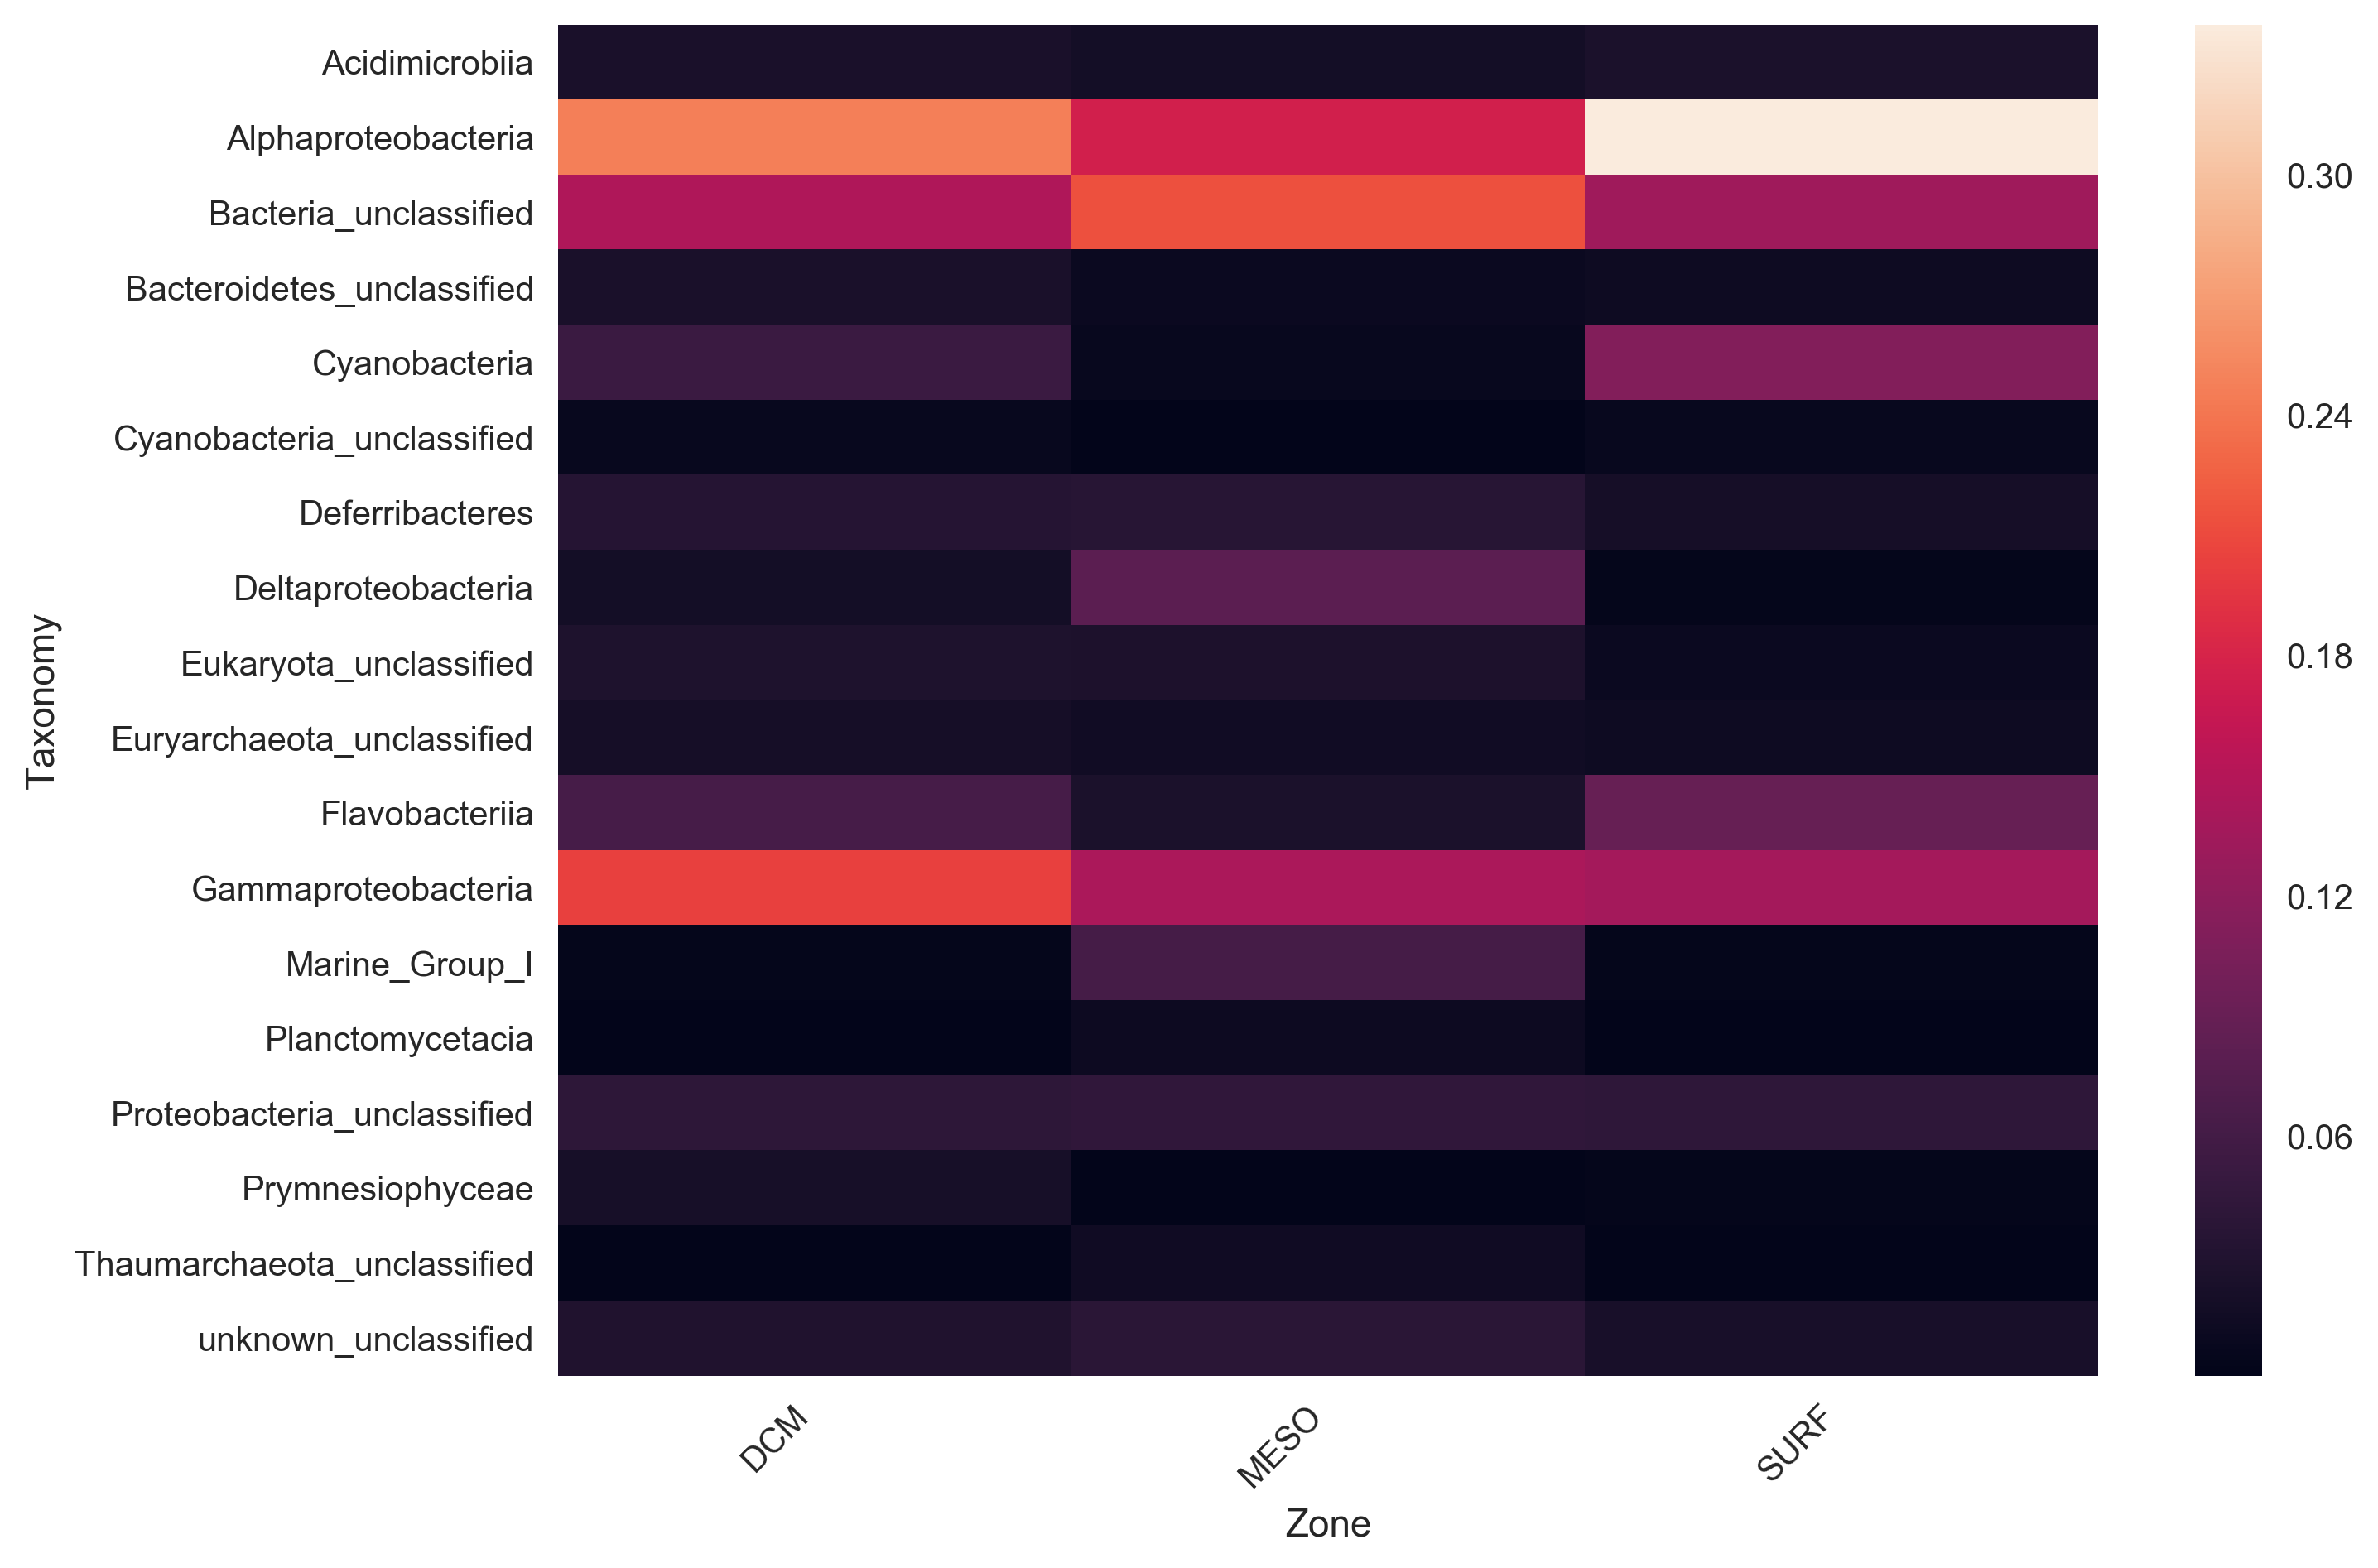 Taxonomy
Acidimicrobiia
Alphaproteobacteria
Bacteria_unclassified
Bacteroidetes_unclassified
Cyanobacteria
Cyanobacteria_unclassified
Deferribacteres
Deltaproteobacteria
Eukaryota_unclassified
Euryarchaeota_unclassified
Flavobacteriia
Gammaproteobacteria
Marine_Group_I
Planctomycetacia
Proteobacteria_unclassified
Prymnesiophyceae
Thaumarchaeota_unclassified
unknown_unclassified
DCM
MESO
SURF
Zone
0.30
0.24
0.18
0.12
0.06